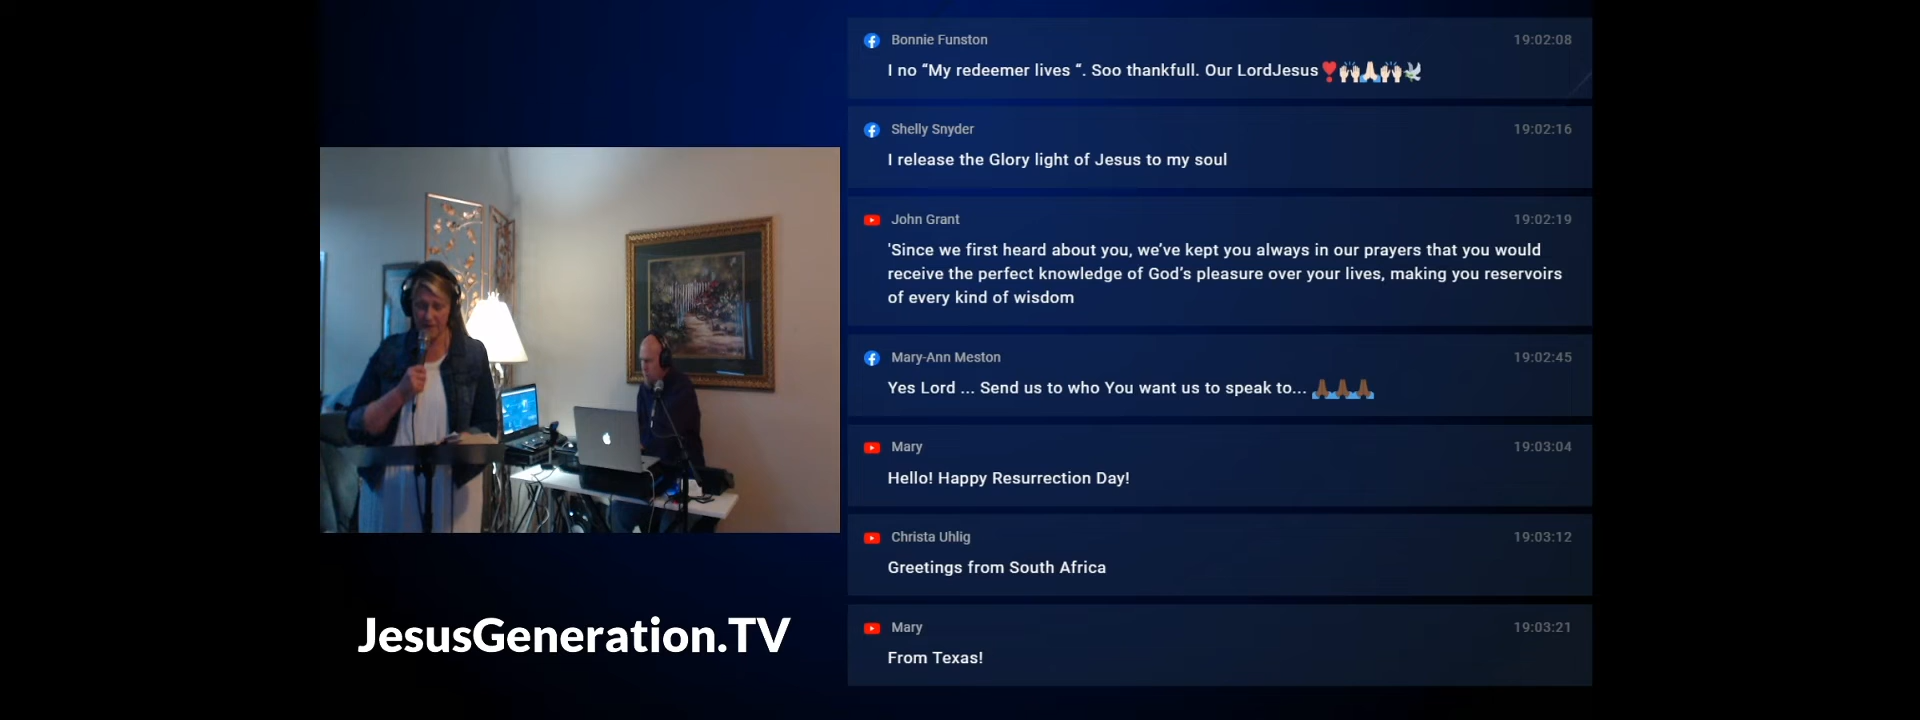 Bonnie Funston 19:02:08
I no “My redeemer lives “. Soo thankfull. Our LordJesus❣️🙌🏻🙏🏻🙌🏻🕊️
Shelly Snyder 19:02:16
I release the Glory light of Jesus to my soul
John Grant 19:02:19
'Since we first heard about you, we’ve kept you always in our prayers that you would
receive the perfect knowledge of God’s pleasure over your lives, making you reservoirs
of every kind of wisdom
Mary-Ann Meston 19:02:45
Yes Lord ... Send us to who You want us to speak to... 🙏🏾🙏🏾🙏🏾
Mary 19:03:04
Hello! Happy Resurrection Day!
Christa Uhlig 19:03:12
Greetings from South Africa
Mary 19:03:21
From Texas!
JesusGeneration.TV